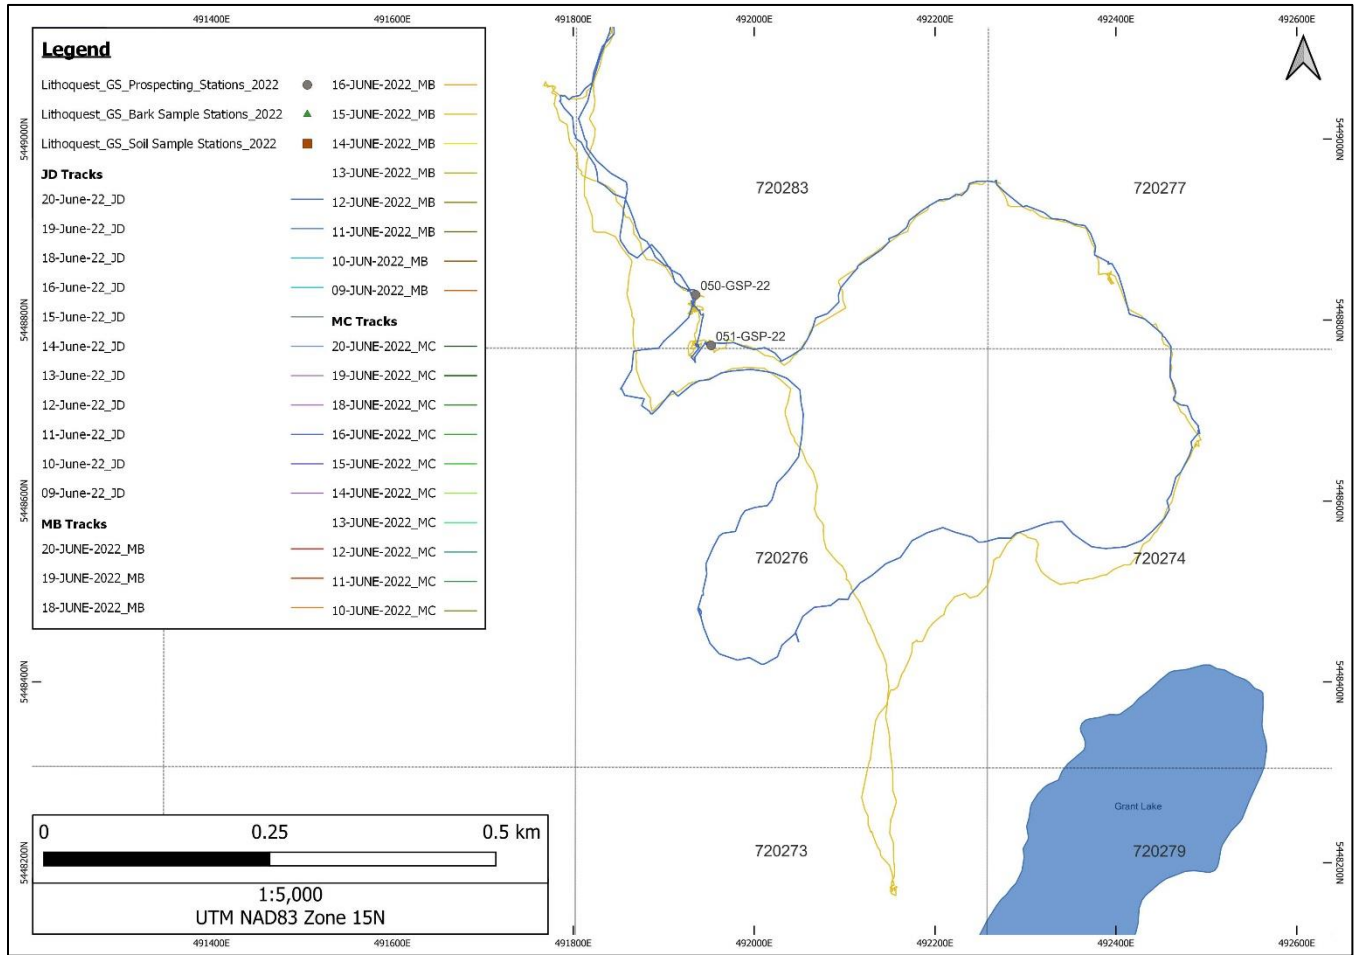 491400E 491600E 491800E 492000E 492200E 492400E 492600E
Legend
Lithoquest_GS_Prospecting_Stations_2022
Lithoquest_GS_Bark Sample Stations_2022
Lithoquest_GS_Soil Sample Stations_2022
JD Tracks
20-June-22_JD
19-June-22_JD
18-June-22_JD
16-June-22_JD
15-June-22_JD
14-June-22_JD
13-June-22_JD
12-June-22_JD
11-June-22_JD
10-June-22_JD
09-June-22_JD
MB Tracks
20-JUNE-2022_MB
19-JUNE-2022_MB
18-JUNE-2022_MB
16-JUNE-2022_MB
15-JUNE-2022_MB
14-JUNE-2022_MB
13-JUNE-2022_MB
12-JUNE-2022_MB
11-JUNE-2022_MB
10-JUN-2022_MB
09-JUN-2022_MB
MC Tracks
20-JUNE-2022_MC
19-JUNE-2022_MC
18-JUNE-2022_MC
16-JUNE-2022_MC
15-JUNE-2022_MC
14-JUNE-2022_MC
13-JUNE-2022_MC
12-JUNE-2022_MC
11-JUNE-2022_MC
10-JUNE-2022_MC
5449000N
5448800N
5448600N
5448400N
5448200N
720283
720277
050-GSP-22
051-GSP-22
720276
720274
Grant Lake
720273
720279
5449000N
5448800N
5448600N
5448400N
5448200N
0 0.25 0.5 km
1:5,000
UTM NAD83 Zone 15N
491400E 491600E 491800E 492000E 492200E 492400E 492600E